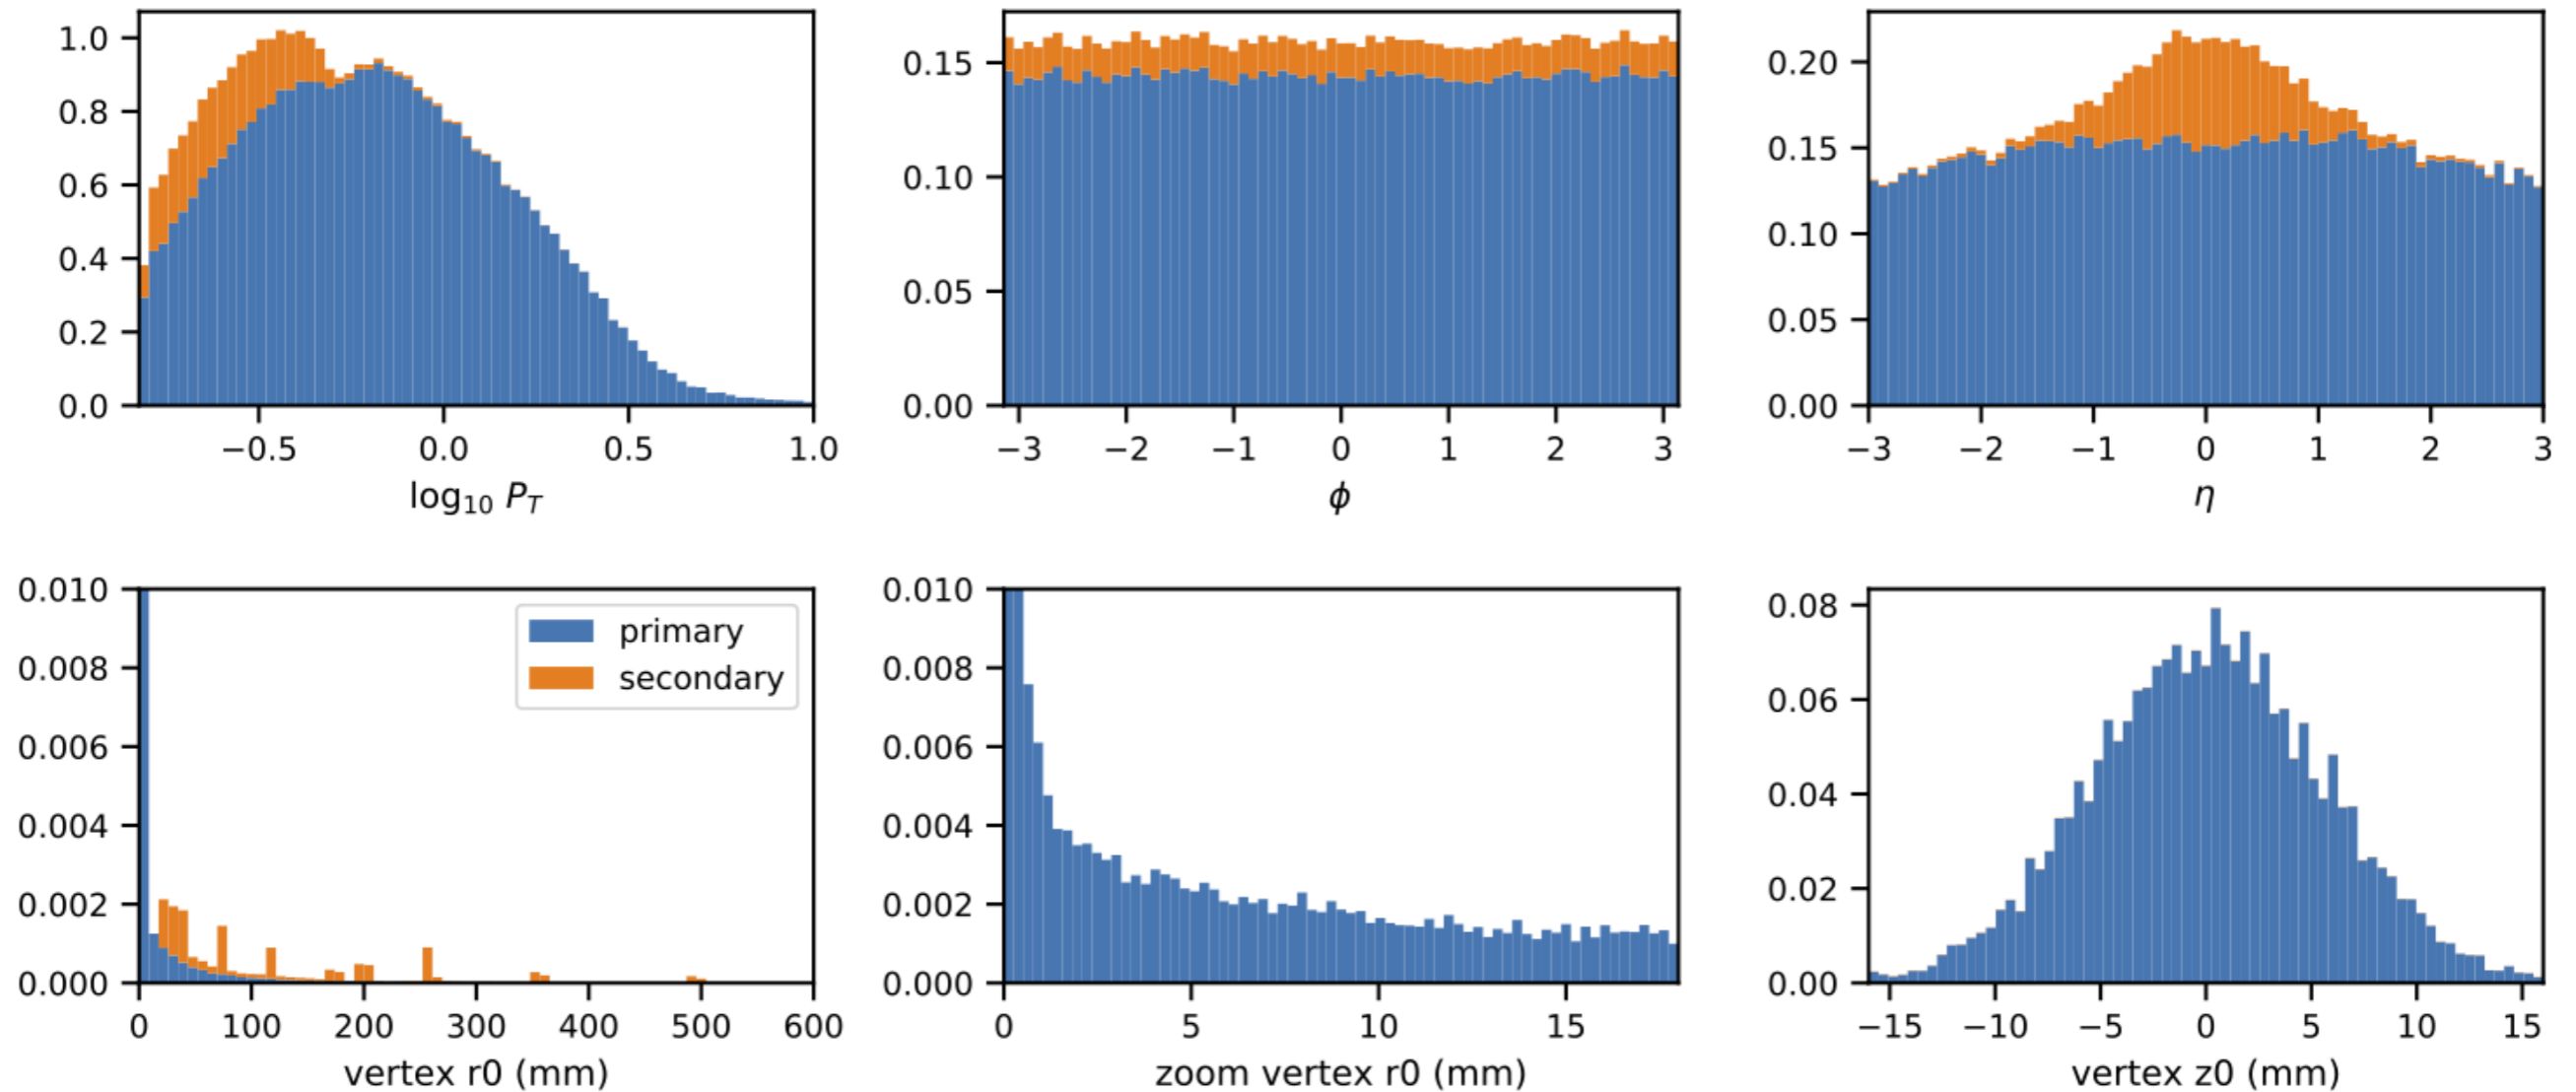 1.0
0.8
0.6
0.4
0.2
0.0
−0.5 0.0 0.5 1.0
log₁₀ P_T
0.15
0.10
0.05
0.00
−3 −2 −1 0 1 2 3
ϕ
0.20
0.15
0.10
0.05
0.00
−3 −2 −1 0 1 2 3
η
0.010
0.008
0.006
0.004
0.002
0.000
primary
secondary
0 100 200 300 400 500 600
vertex r0 (mm)
0.010
0.008
0.006
0.004
0.002
0.000
0 5 10 15
zoom vertex r0 (mm)
0.08
0.06
0.04
0.02
0.00
−15 −10 −5 0 5 10 15
vertex z0 (mm)